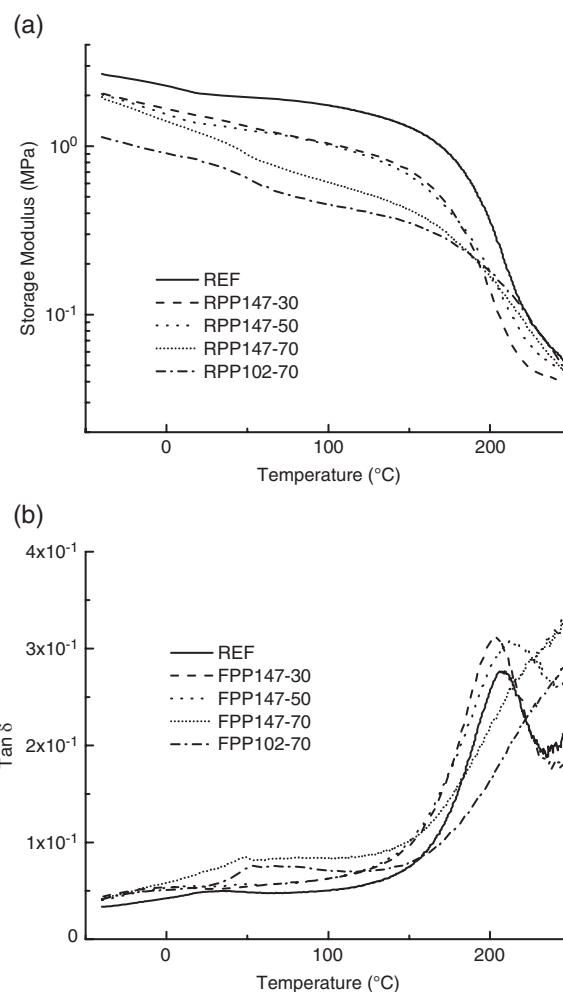 (a)
10⁰
10⁻¹
Storage Modulus (MPa)
REF
RPP147-30
RPP147-50
RPP147-70
RPP102-70
0 100 200
Temperature (°C)
(b)
4x10⁻¹
3x10⁻¹
2x10⁻¹
1x10⁻¹
0
Tan δ
REF
FPP147-30
FPP147-50
FPP147-70
FPP102-70
0 100 200
Temperature (°C)